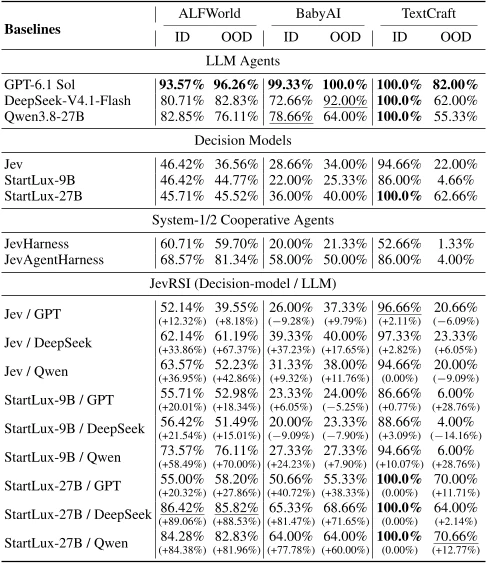 Baselines ALFWorld BabyAI TextCraft
ID OOD ID OOD ID OOD
LLM Agents
GPT-6.1 Sol 93.57% 96.26% 99.33% 100.0% 100.0% 82.00%
DeepSeek-V4.1-Flash 80.71% 82.83% 72.66% 92.00% 100.0% 62.00%
Qwen3.8-27B 82.85% 76.11% 78.66% 64.00% 100.0% 55.33%
Decision Models
Jev 46.42% 36.56% 28.66% 34.00% 94.66% 22.00%
StartLux-9B 46.42% 44.77% 22.00% 25.33% 86.00% 4.66%
StartLux-27B 45.71% 45.52% 36.00% 40.00% 100.0% 62.66%
System-1/2 Cooperative Agents
JevHarness 60.71% 59.70% 20.00% 21.33% 52.66% 1.33%
JevAgentHarness 68.57% 81.34% 58.00% 50.00% 86.00% 4.00%
JevRSI (Decision-model / LLM)
Jev / GPT 52.14% 39.55% 26.00% 37.33% 96.66% 20.66%
(+12.32%) (+8.18%) (−9.28%) (+9.79%) (+2.11%) (−6.09%)
Jev / DeepSeek 62.14% 61.19% 39.33% 40.00% 97.33% 23.33%
(+33.86%) (+67.37%) (+37.23%) (+17.65%) (+2.82%) (+6.05%)
Jev / Qwen 63.57% 52.23% 31.33% 38.00% 94.66% 20.00%
(+36.95%) (+42.86%) (+9.32%) (+11.76%) (0.00%) (−9.09%)
StartLux-9B / GPT 55.71% 52.98% 23.33% 24.00% 86.66% 6.00%
(+20.01%) (+18.34%) (+6.05%) (−5.25%) (+0.77%) (+28.76%)
StartLux-9B / DeepSeek 56.42% 51.49% 20.00% 23.33% 88.66% 4.00%
(+21.54%) (+15.01%) (−9.09%) (−7.90%) (+3.09%) (−14.16%)
StartLux-9B / Qwen 73.57% 76.11% 27.33% 27.33% 94.66% 6.00%
(+58.49%) (+70.00%) (+24.23%) (+7.90%) (+10.07%) (+28.76%)
StartLux-27B / GPT 55.00% 58.20% 50.66% 55.33% 100.0% 70.00%
(+20.32%) (+27.86%) (+40.72%) (+38.33%) (0.00%) (+11.71%)
StartLux-27B / DeepSeek 86.42% 85.82% 65.33% 68.66% 100.0% 64.00%
(+89.06%) (+88.53%) (+81.47%) (+71.65%) (0.00%) (+2.14%)
StartLux-27B / Qwen 84.28% 82.83% 64.00% 64.00% 100.0% 70.66%
(+84.38%) (+81.96%) (+77.78%) (+60.00%) (0.00%) (+12.77%)